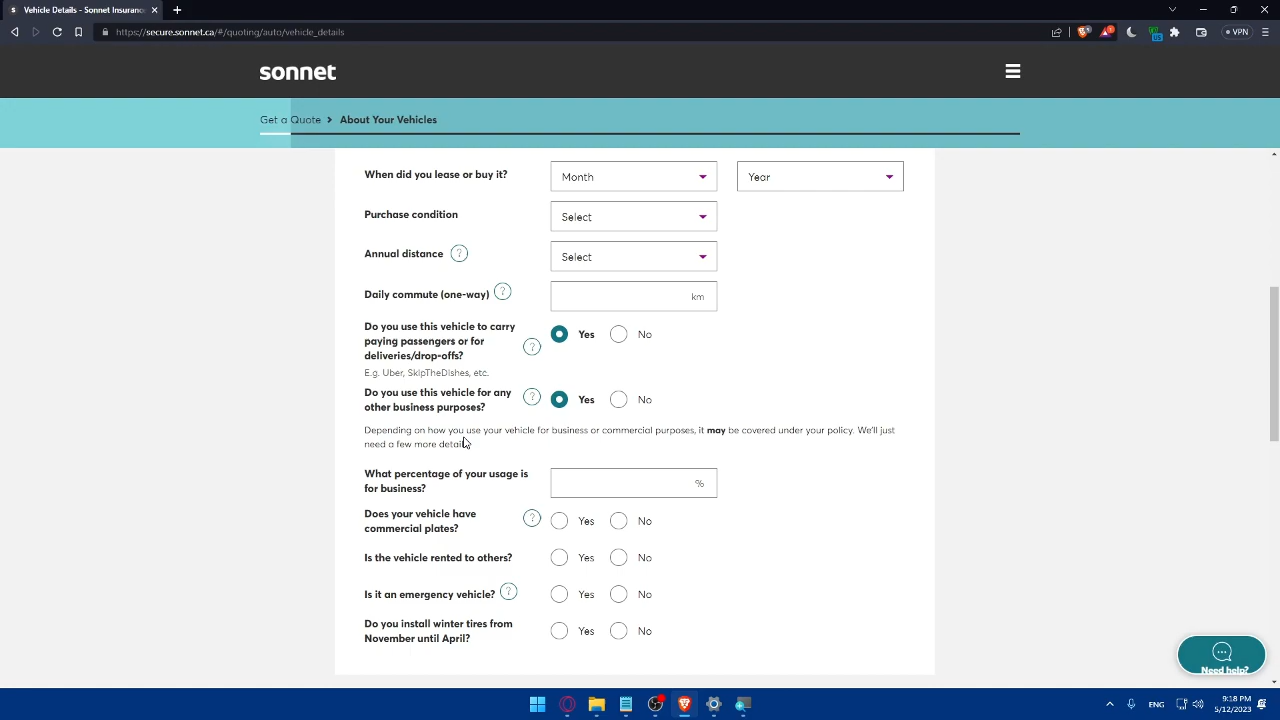 Vehicle Details - Sonnet Insuranc
https://secure.sonnet.ca/#/quoting/auto/vehicle_details
VPN
sonnet
Get a Quote > About Your Vehicles
When did you lease or buy it? Month Year
Purchase condition Select
Annual distance ? Select
Daily commute (one-way) ? km
Do you use this vehicle to carry
paying passengers or for
deliveries/drop-offs? ? Yes No
E.g. Uber, SkipTheDishes, etc.
Do you use this vehicle for any
other business purposes? ? Yes No
Depending on how you use your vehicle for business or commercial purposes, it may be covered under your policy. We'll just
need a few more details
What percentage of your usage is
for business? %
Does your vehicle have
commercial plates? ? Yes No
Is the vehicle rented to others? Yes No
Is it an emergency vehicle? ? Yes No
Do you install winter tires from
November until April? Yes No
Need help?
ENG
9:18 PM
5/12/2023